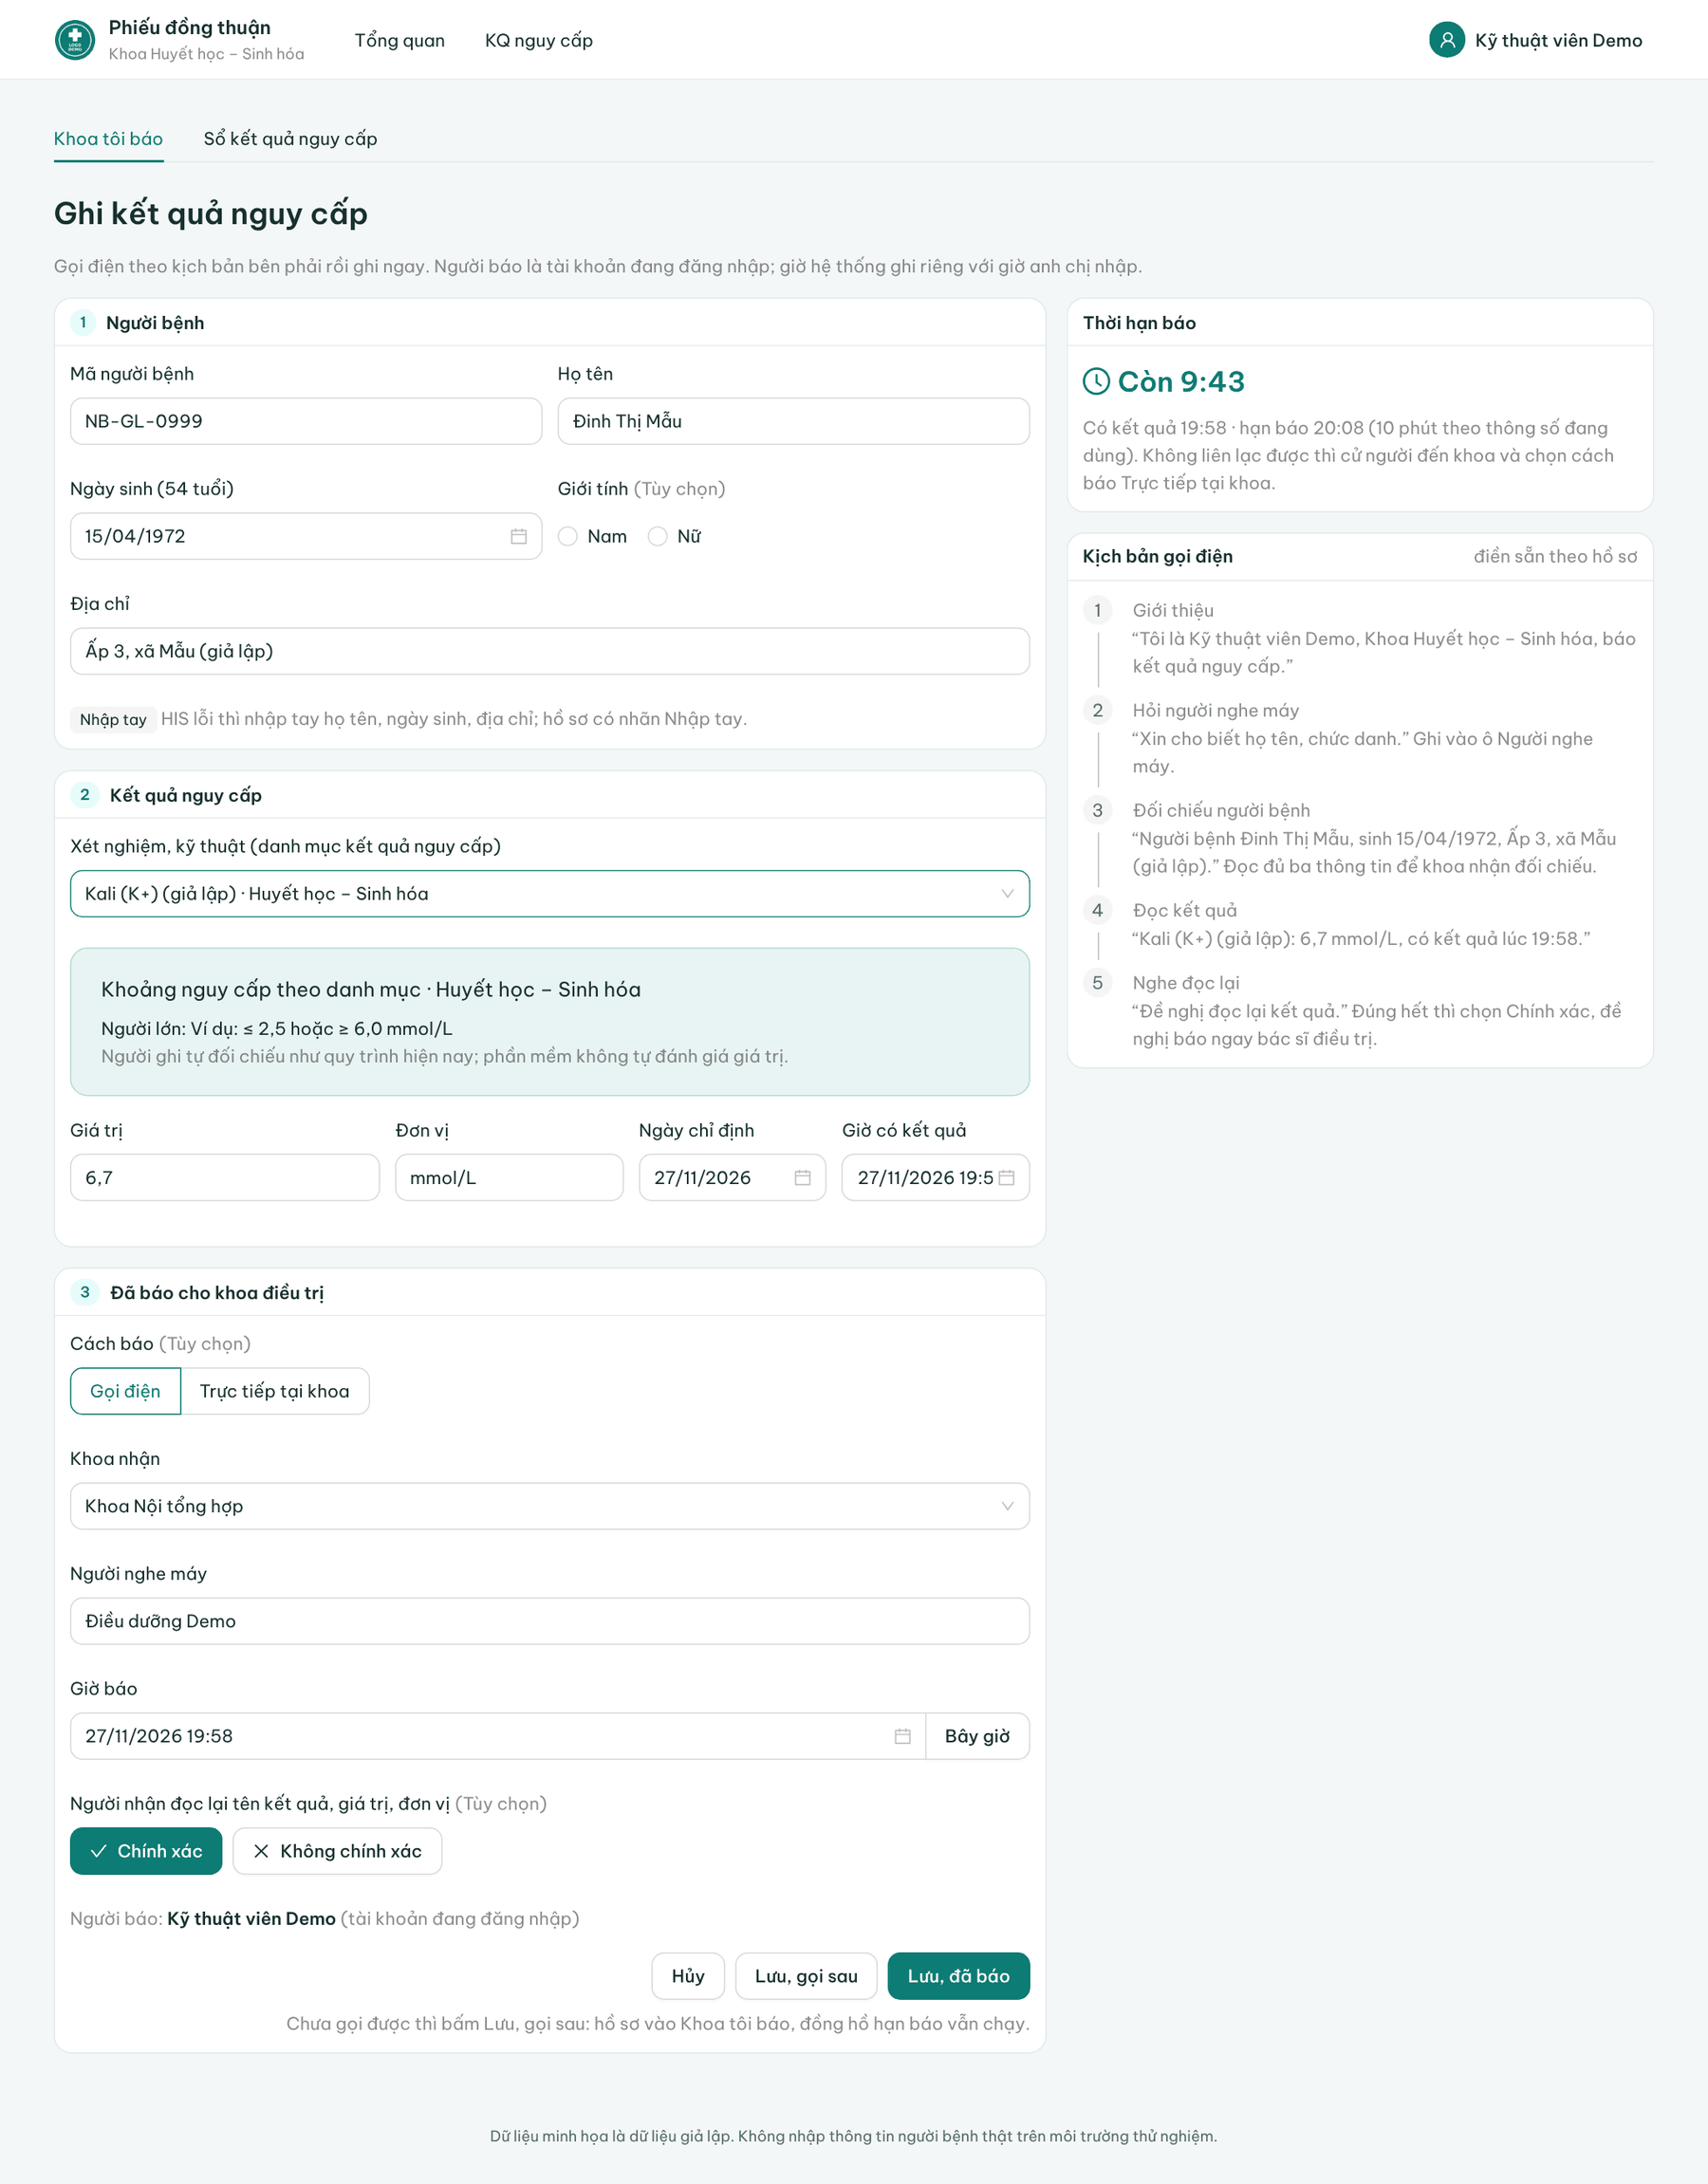 LOGO
DEMO
Phiếu đồng thuận
Khoa Huyết học – Sinh hóa
Tổng quan
KQ nguy cấp
Kỹ thuật viên Demo
Khoa tôi báo
Sổ kết quả nguy cấp
Ghi kết quả nguy cấp
Gọi điện theo kịch bản bên phải rồi ghi ngay. Người báo là tài khoản đang đăng nhập; giờ hệ thống ghi riêng với giờ anh chị nhập.
1 Người bệnh
Mã người bệnh
Họ tên
NB-GL-0999
Đinh Thị Mẫu
Ngày sinh (54 tuổi)
Giới tính (Tùy chọn)
15/04/1972
Nam
Nữ
Địa chỉ
Ấp 3, xã Mẫu (giả lập)
Nhập tay HIS lỗi thì nhập tay họ tên, ngày sinh, địa chỉ; hồ sơ có nhãn Nhập tay.
2 Kết quả nguy cấp
Xét nghiệm, kỹ thuật (danh mục kết quả nguy cấp)
Kali (K+) (giả lập) · Huyết học – Sinh hóa
Khoảng nguy cấp theo danh mục · Huyết học – Sinh hóa
Người lớn: Ví dụ: ≤ 2,5 hoặc ≥ 6,0 mmol/L
Người ghi tự đối chiếu như quy trình hiện nay; phần mềm không tự đánh giá giá trị.
Giá trị
Đơn vị
Ngày chỉ định
Giờ có kết quả
6,7
mmol/L
27/11/2026
27/11/2026 19:5
3 Đã báo cho khoa điều trị
Cách báo (Tùy chọn)
Gọi điện
Trực tiếp tại khoa
Khoa nhận
Khoa Nội tổng hợp
Người nghe máy
Điều dưỡng Demo
Giờ báo
27/11/2026 19:58
Bây giờ
Người nhận đọc lại tên kết quả, giá trị, đơn vị (Tùy chọn)
Chính xác
Không chính xác
Người báo: Kỹ thuật viên Demo (tài khoản đang đăng nhập)
Hủy
Lưu, gọi sau
Lưu, đã báo
Chưa gọi được thì bấm Lưu, gọi sau: hồ sơ vào Khoa tôi báo, đồng hồ hạn báo vẫn chạy.
Thời hạn báo
Còn 9:43
Có kết quả 19:58 · hạn báo 20:08 (10 phút theo thông số đang
dùng). Không liên lạc được thì cử người đến khoa và chọn cách
báo Trực tiếp tại khoa.
Kịch bản gọi điện
điền sẵn theo hồ sơ
1 Giới thiệu
“Tôi là Kỹ thuật viên Demo, Khoa Huyết học – Sinh hóa, báo
kết quả nguy cấp.”
2 Hỏi người nghe máy
“Xin cho biết họ tên, chức danh.” Ghi vào ô Người nghe
máy.
3 Đối chiếu người bệnh
“Người bệnh Đinh Thị Mẫu, sinh 15/04/1972, Ấp 3, xã Mẫu
(giả lập).” Đọc đủ ba thông tin để khoa nhận đối chiếu.
4 Đọc kết quả
“Kali (K+) (giả lập): 6,7 mmol/L, có kết quả lúc 19:58.”
5 Nghe đọc lại
“Đề nghị đọc lại kết quả.” Đúng hết thì chọn Chính xác, đề
nghị báo ngay bác sĩ điều trị.
Dữ liệu minh họa là dữ liệu giả lập. Không nhập thông tin người bệnh thật trên môi trường thử nghiệm.